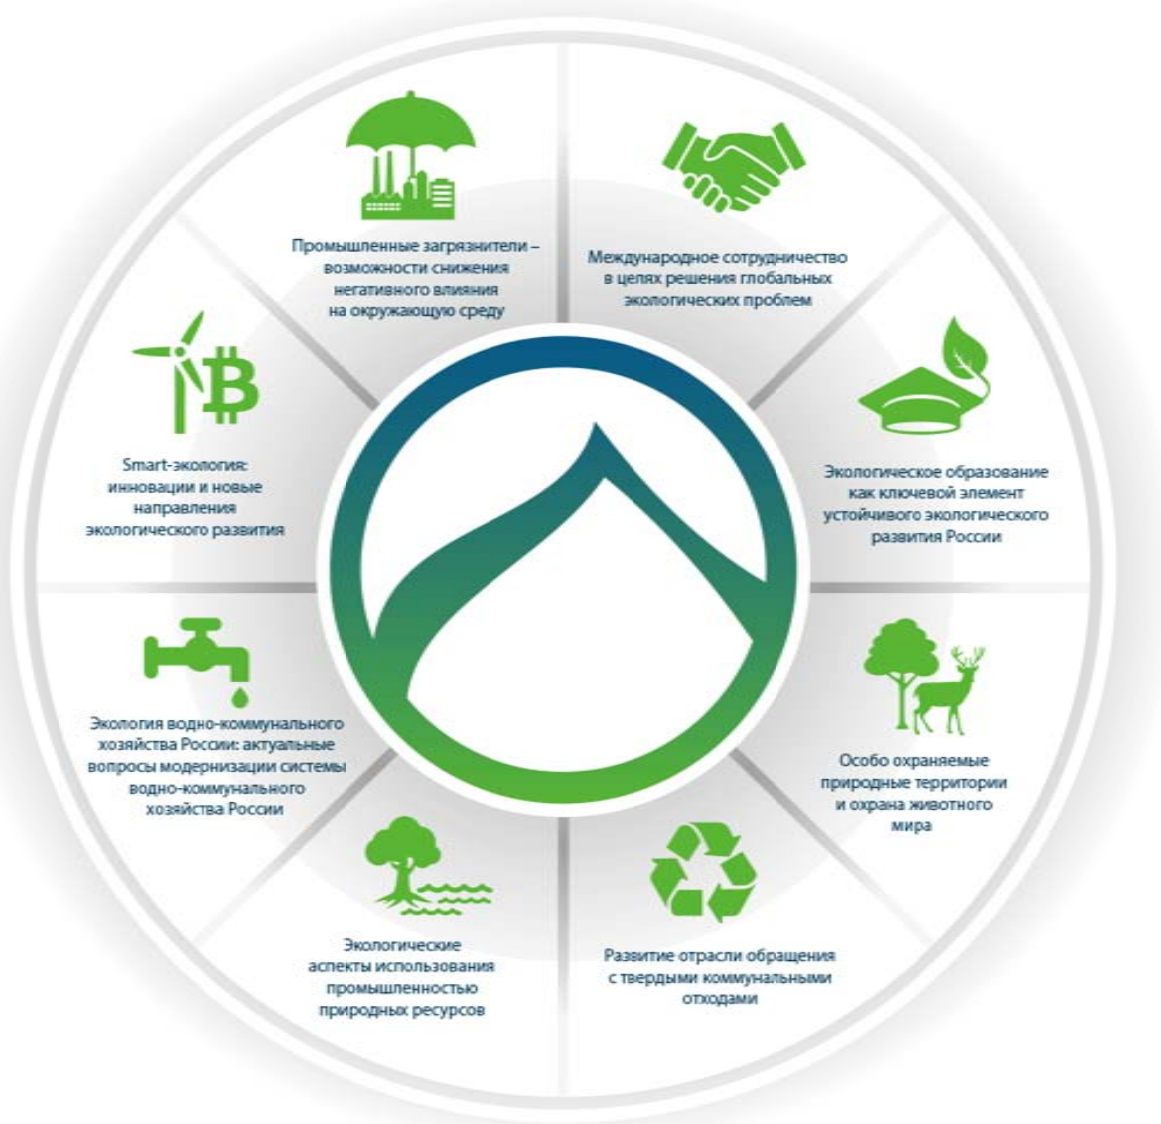 Промышленные загрязнители –
возможности снижения
негативного влияния
на окружающую среду
Международное сотрудничество
в целях решения глобальных
экологических проблем
Экологическое образование
как ключевой элемент
устойчивого экологического
развития России
Особо охраняемые
природные территории
и охрана животного
мира
Развитие отрасли обращения
с твердыми коммунальными
отходами
Экологические
аспекты использования
промышленностью
природных ресурсов
Экология водно-коммунального
хозяйства России: актуальные
вопросы модернизации системы
водно-коммунального
хозяйства России
Smart-экология:
инновации и новые
направления
экологического развития